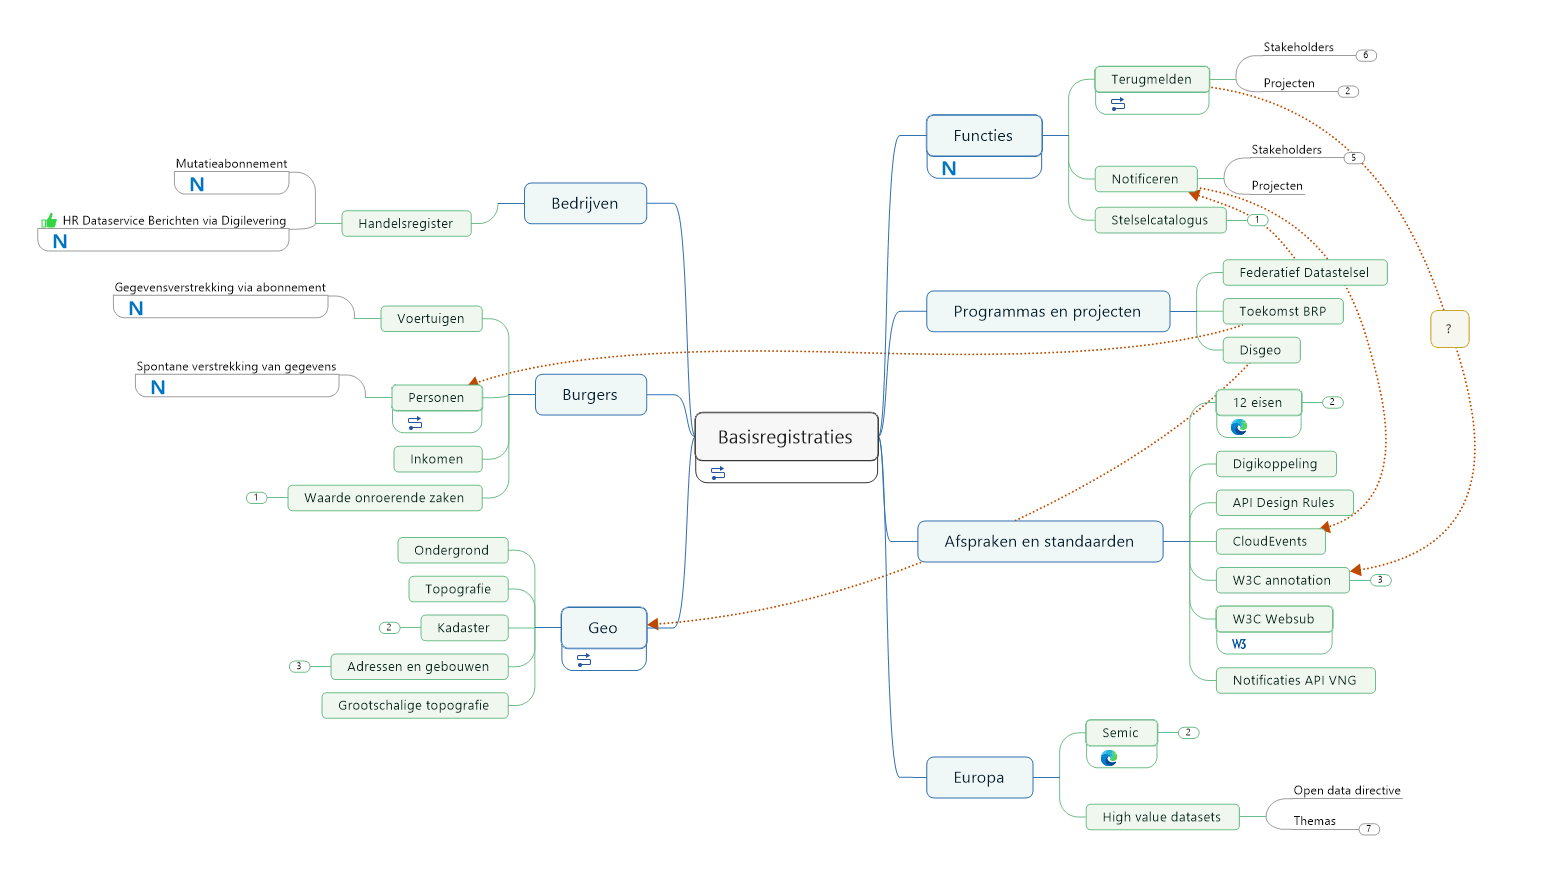 Basisregistraties
Bedrijven
Handelsregister
Mutatieabonnement
N
HR Dataservice Berichten via Digilevering
N
Burgers
Voertuigen
Gegevensverstrekking via abonnement
N
Personen
Spontane verstrekking van gegevens
N
Inkomen
Waarde onroerende zaken
1
Geo
Ondergrond
Topografie
Kadaster
2
Adressen en gebouwen
3
Grootschalige topografie
Functies
N
Terugmelden
Stakeholders
6
Projecten
2
Notificeren
Stakeholders
5
Projecten
Stelselcatalogus
1
Programmas en projecten
Federatief Datastelsel
Toekomst BRP
Disgeo
?
Afspraken en standaarden
12 eisen
2
Digikoppeling
API Design Rules
CloudEvents
W3C annotation
3
W3C Websub
W3
Notificaties API VNG
Europa
Semic
2
High value datasets
Open data directive
Themas
7